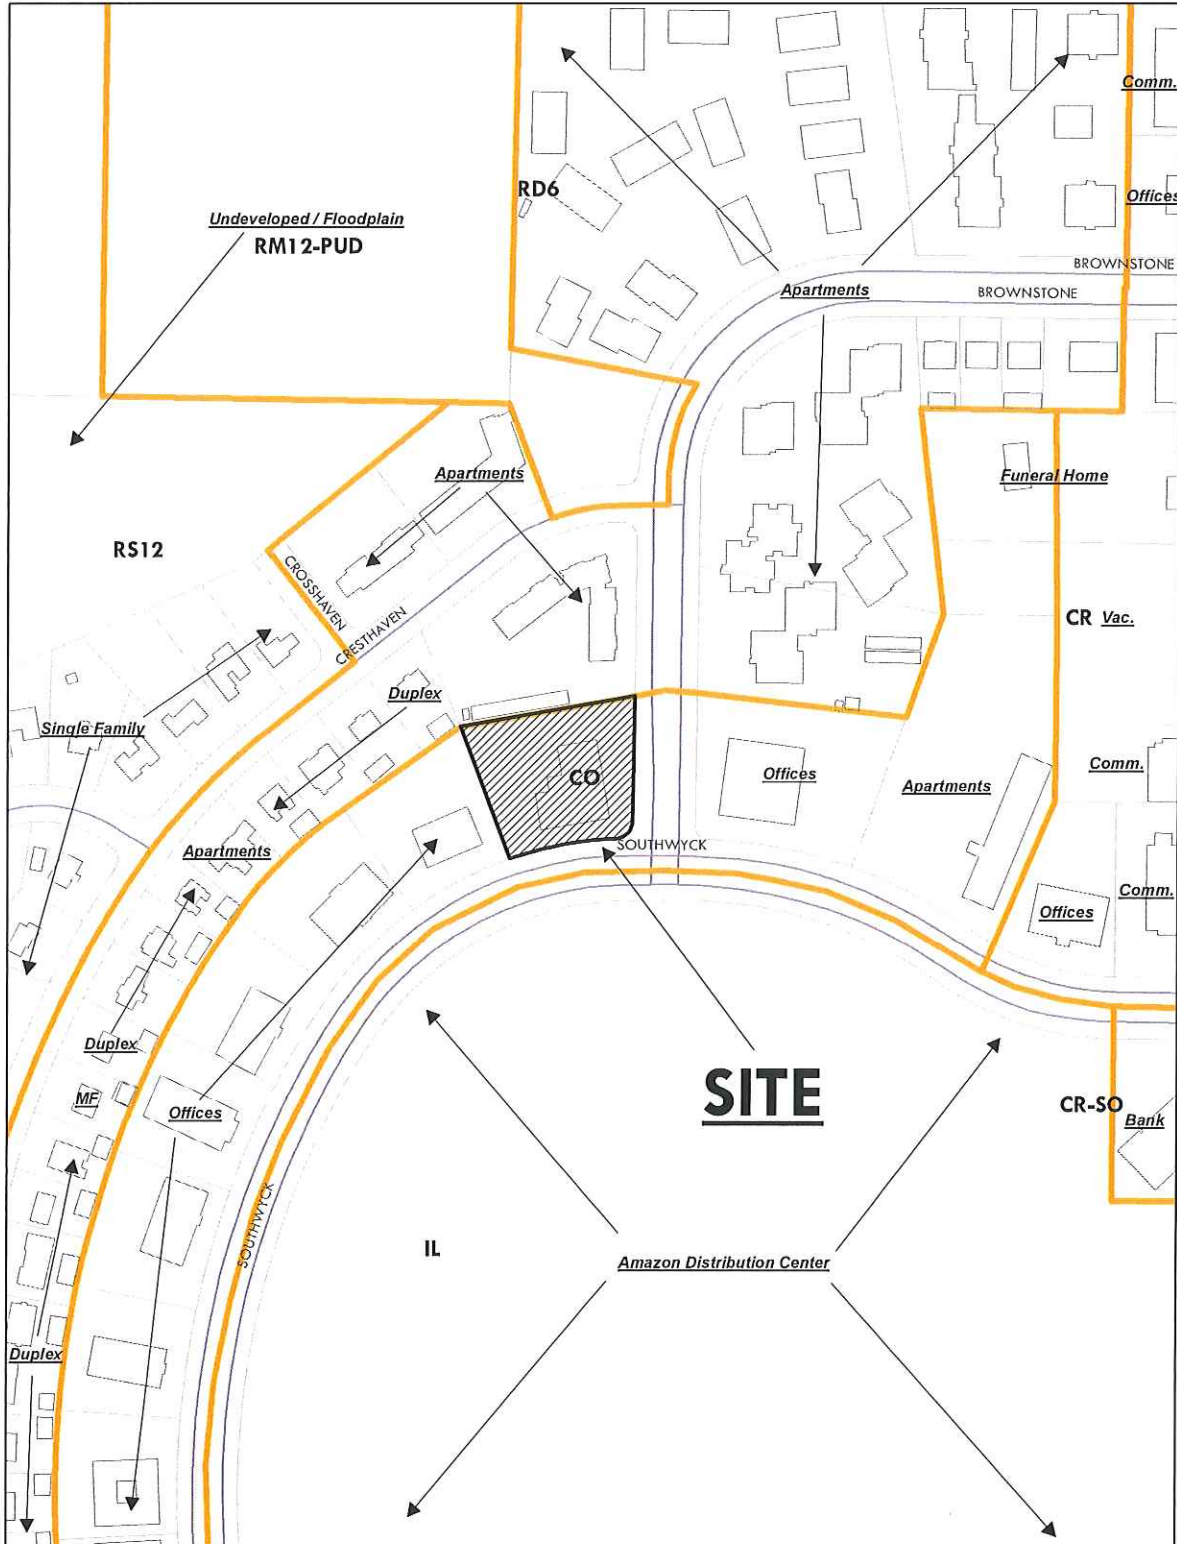 Comm.
RD6
Offices
Undeveloped / Floodplain
RM12-PUD
BROWNSTONE
Apartments
BROWNSTONE
Apartments
Funeral Home
RS12
CROSSHAVEN
CRESTHAVEN
CR Vac.
Duplex
Single Family
CO
Offices
Apartments
Comm.
SOUTHWYCK
Apartments
Comm.
Offices
Duplex
SITE
MF
Offices
CR-SO
Bank
SOUTHWYCK
IL
Amazon Distribution Center
Duplex